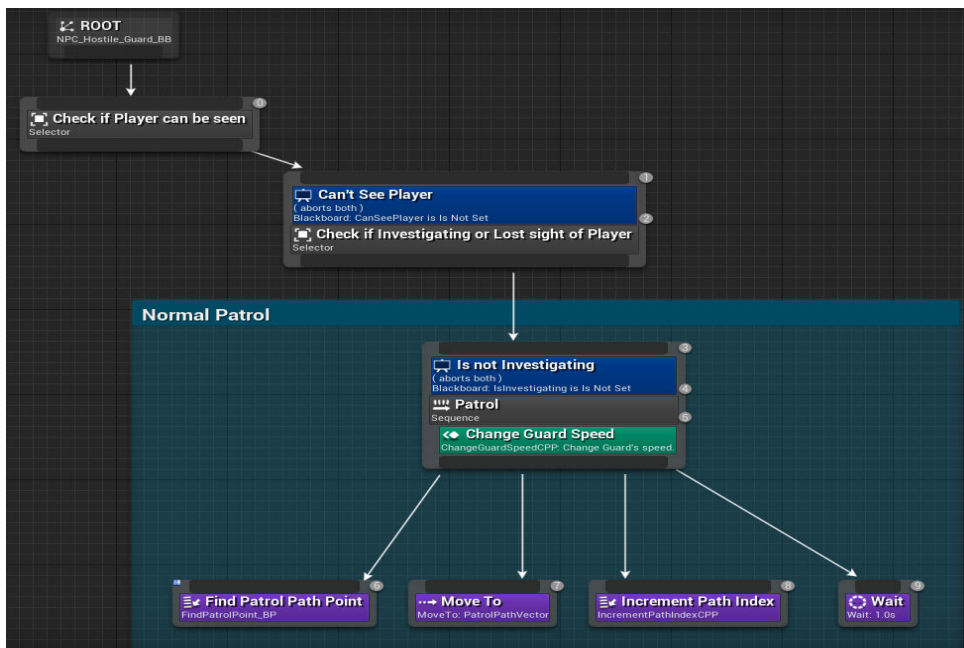 ROOT
NPC_Hostile_Guard_BB
0
Check if Player can be seen
Selector
1
Can't See Player
( aborts both )
Blackboard: CanSeePlayer is Is Not Set
2
Check if Investigating or Lost sight of Player
Selector
Normal Patrol
3
Is not Investigating
( aborts both )
Blackboard: IsInvestigating is Is Not Set
4
Patrol
Sequence
5
Change Guard Speed
ChangeGuardSpeedCPP: Change Guard's speed.
6
Find Patrol Path Point
FindPatrolPoint_BP
7
Move To
MoveTo: PatrolPathVector
8
Increment Path Index
IncrementPathIndexCPP
9
Wait
Wait: 1.0s